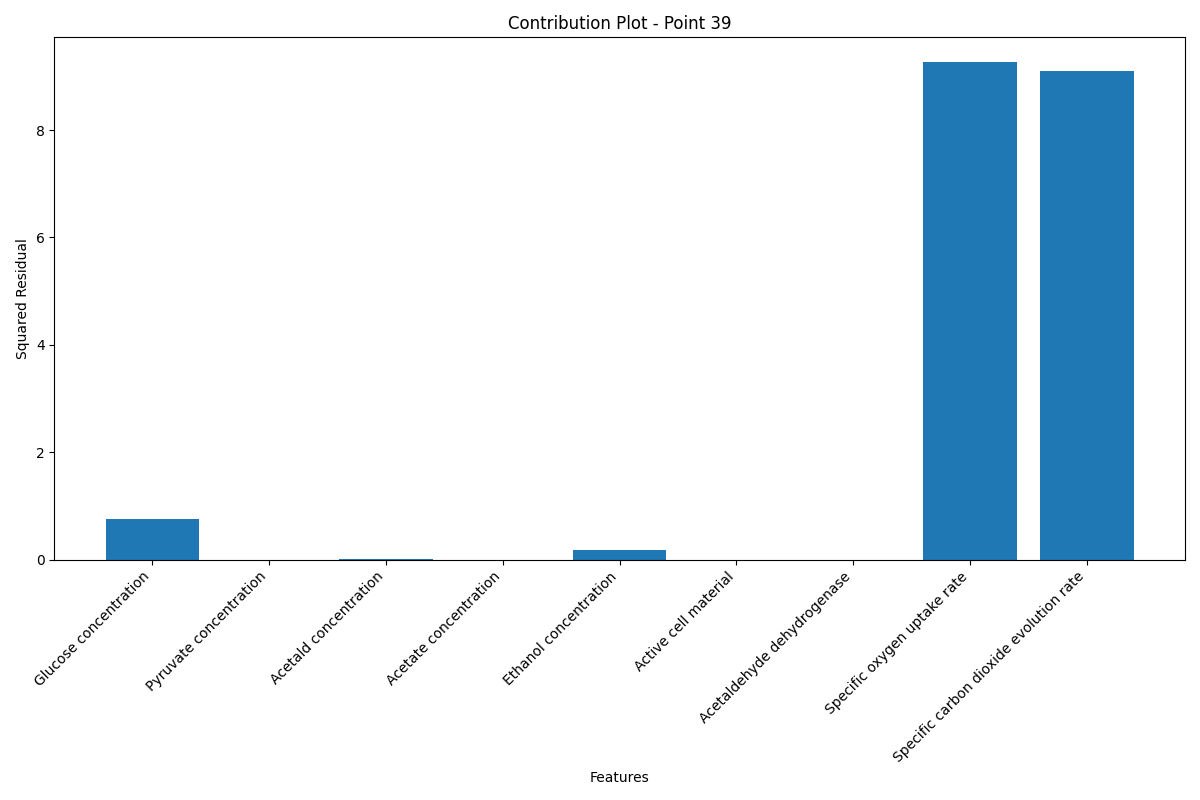 Contribution Plot - Point 39
Squared Residual
8
6
4
2
0
Glucose concentration
Pyruvate concentration
Acetald concentration
Acetate concentration
Ethanol concentration
Active cell material
Acetaldehyde dehydrogenase
Specific oxygen uptake rate
Specific carbon dioxide evolution rate
Features